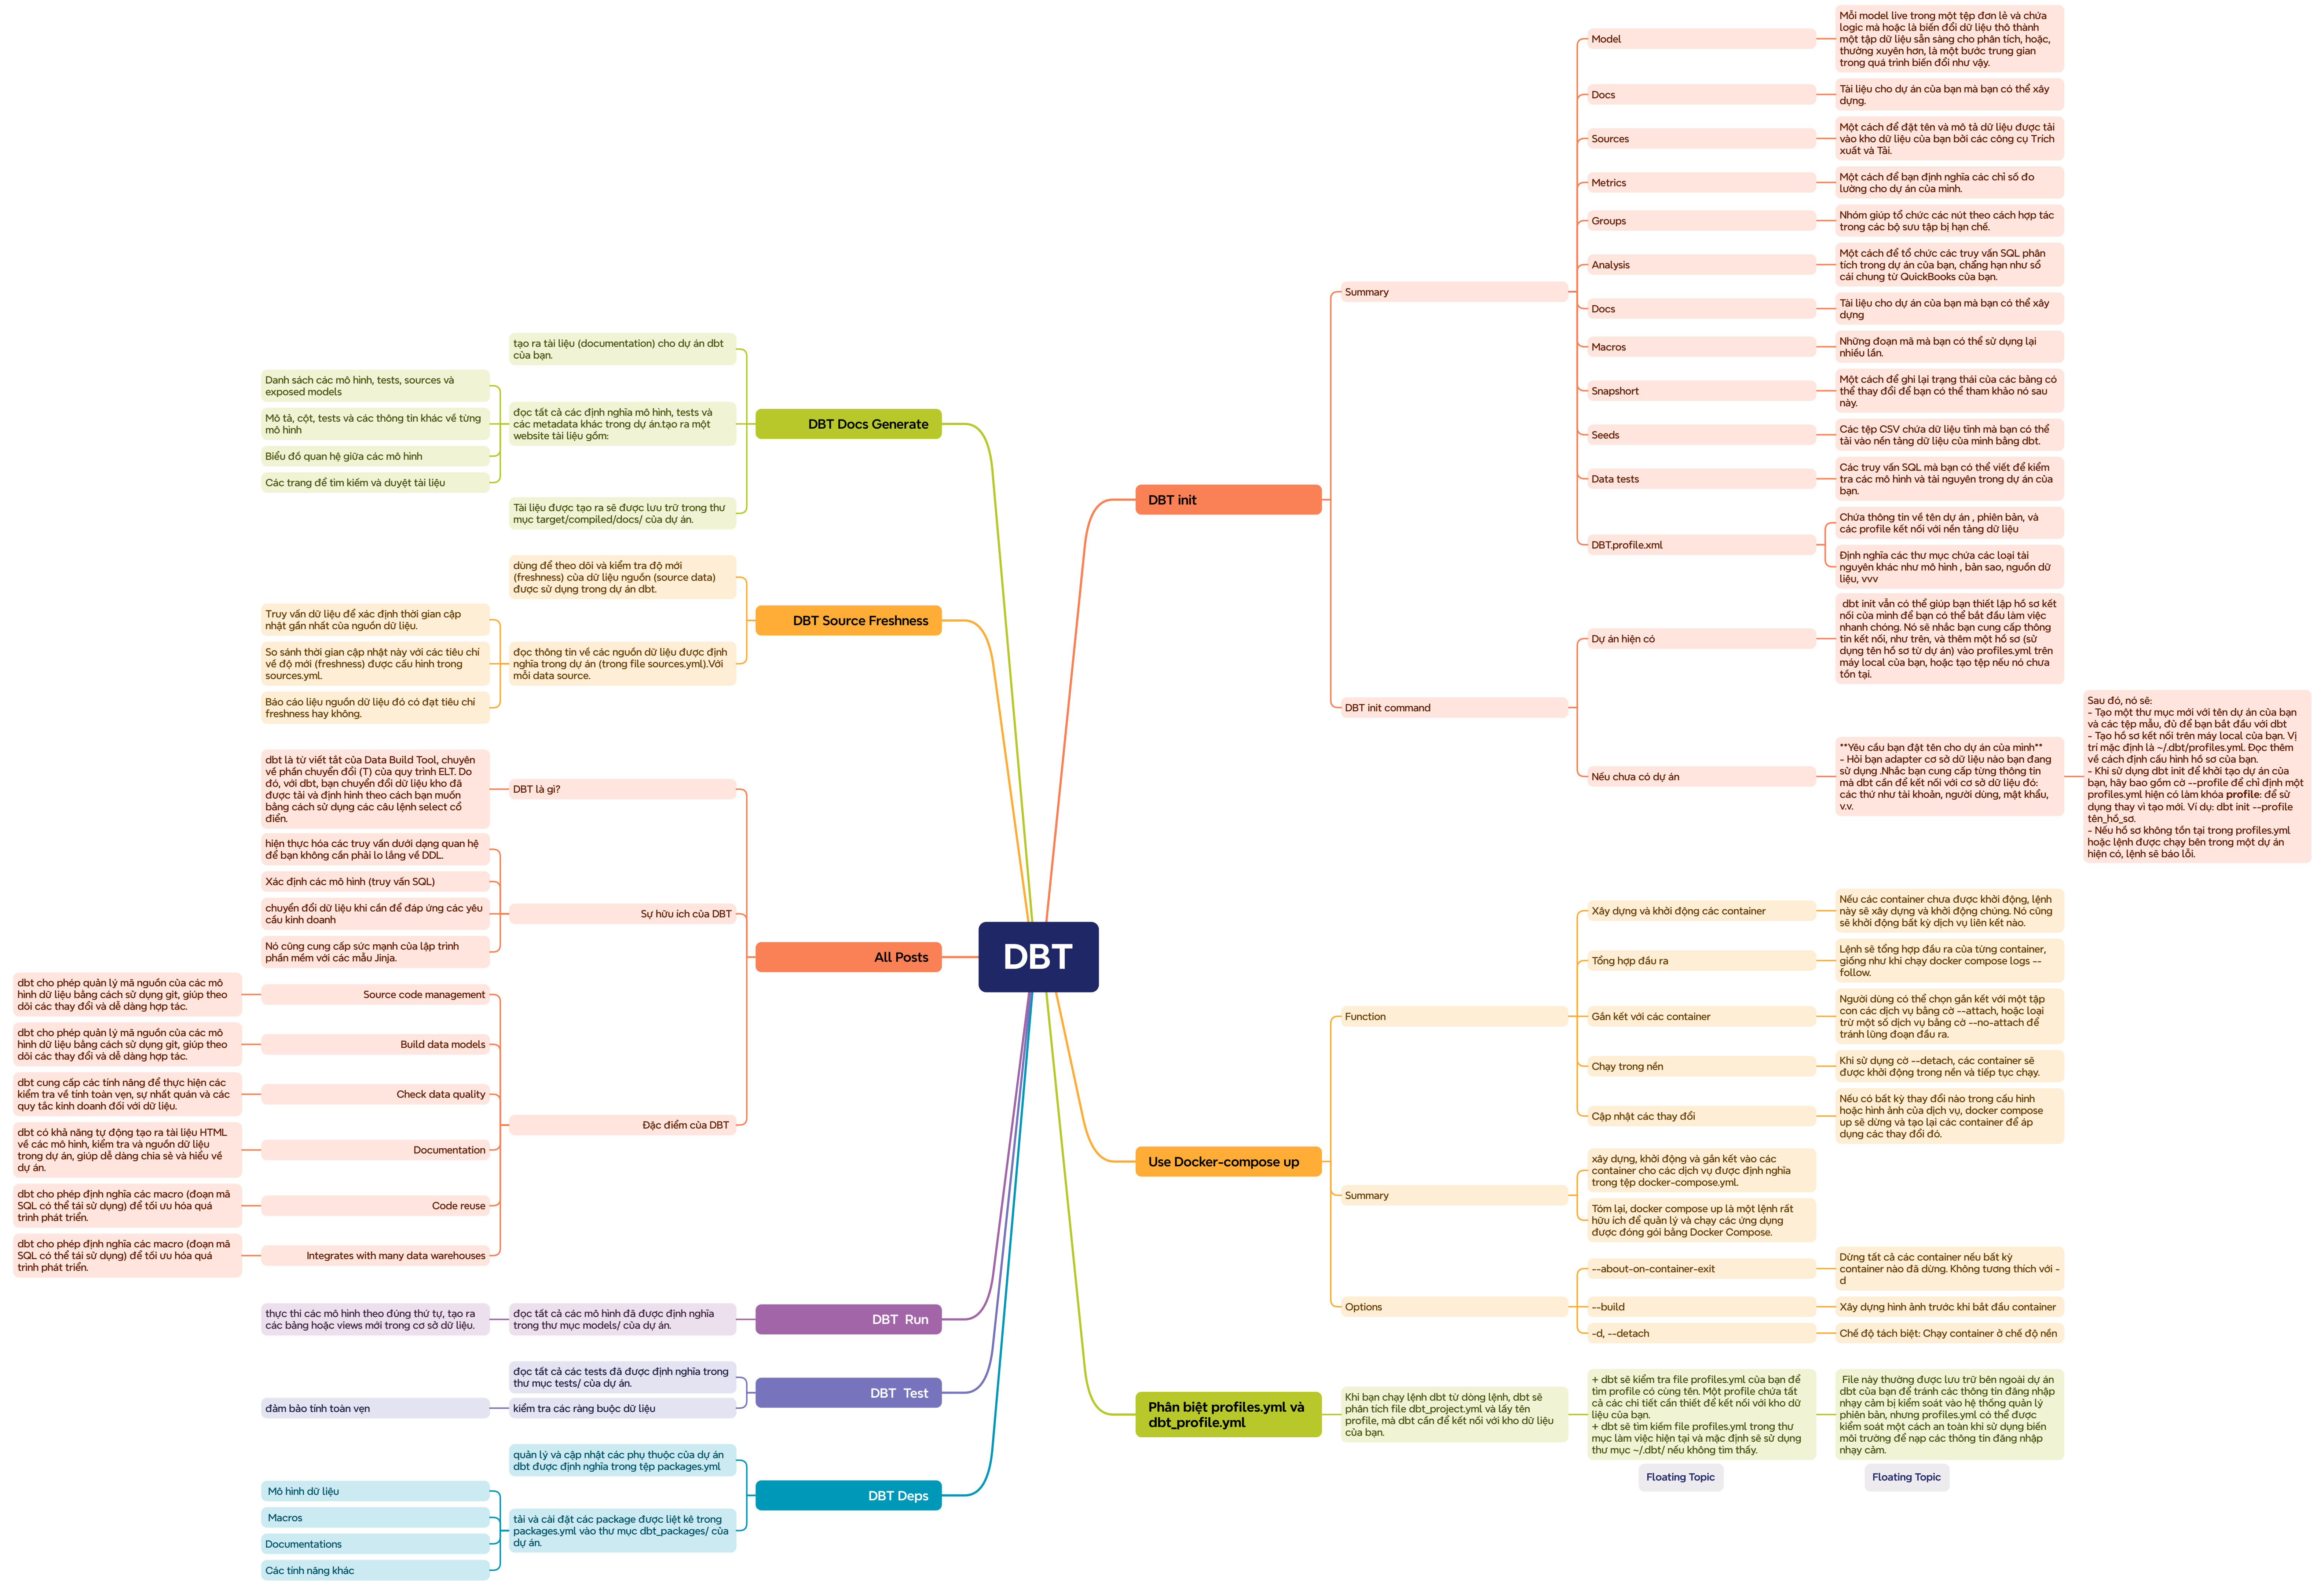 DBT
DBT init
Summary
Model
Mỗi model live trong một tệp đơn lẻ và chứa
logic mà hoặc là biến đổi dữ liệu thô thành
một tập dữ liệu sẵn sàng cho phân tích, hoặc,
thường xuyên hơn, là một bước trung gian
trong quá trình biến đổi như vậy.
Docs
Tài liệu cho dự án của bạn mà bạn có thể xây
dựng.
Sources
Một cách để đặt tên và mô tả dữ liệu được tải
vào kho dữ liệu của bạn bởi các công cụ Trích
xuất và Tải.
Metrics
Một cách để bạn định nghĩa các chỉ số đo
lường cho dự án của mình.
Groups
Nhóm giúp tổ chức các nút theo cách hợp tác
trong các bộ sưu tập bị hạn chế.
Analysis
Một cách để tổ chức các truy vấn SQL phân
tích trong dự án của bạn, chẳng hạn như sổ
cái chung từ QuickBooks của bạn.
Docs
Tài liệu cho dự án của bạn mà bạn có thể xây
dựng
Macros
Những đoạn mã mà bạn có thể sử dụng lại
nhiều lần.
Snapshort
Một cách để ghi lại trạng thái của các bảng có
thể thay đổi để bạn có thể tham khảo nó sau
này.
Seeds
Các tệp CSV chứa dữ liệu tĩnh mà bạn có thể
tải vào nền tảng dữ liệu của mình bằng dbt.
Data tests
Các truy vấn SQL mà bạn có thể viết để kiểm
tra các mô hình và tài nguyên trong dự án của
bạn.
DBT.profile.xml
Chứa thông tin về tên dự án , phiên bản, và
các profile kết nối với nền tảng dữ liệu
Định nghĩa các thư mục chứa các loại tài
nguyên khác như mô hình , bản sao, nguồn dữ
liệu, vvv
DBT init command
Dự án hiện có
dbt init vẫn có thể giúp bạn thiết lập hồ sơ kết
nối của mình để bạn có thể bắt đầu làm việc
nhanh chóng. Nó sẽ nhắc bạn cung cấp thông
tin kết nối, như trên, và thêm một hồ sơ (sử
dụng tên hồ sơ từ dự án) vào profiles.yml trên
máy local của bạn, hoặc tạo tệp nếu nó chưa
tồn tại.
Nếu chưa có dự án
**Yêu cầu bạn đặt tên cho dự án của mình**
- Hỏi bạn adapter cơ sở dữ liệu nào bạn đang
sử dụng .Nhắc bạn cung cấp từng thông tin
mà dbt cần để kết nối với cơ sở dữ liệu đó:
các thứ như tài khoản, người dùng, mật khẩu,
v.v.
Sau đó, nó sẽ:
- Tạo một thư mục mới với tên dự án của bạn
và các tệp mẫu, đủ để bạn bắt đầu với dbt
- Tạo hồ sơ kết nối trên máy local của bạn. Vị
trí mặc định là ~/.dbt/profiles.yml. Đọc thêm
về cách định cấu hình hồ sơ của bạn.
- Khi sử dụng dbt init để khởi tạo dự án của
bạn, hãy bao gồm cờ --profile để chỉ định một
profiles.yml hiện có làm khóa profile: để sử
dụng thay vì tạo mới. Ví dụ: dbt init --profile
tên_hồ_sơ.
- Nếu hồ sơ không tồn tại trong profiles.yml
hoặc lệnh được chạy bên trong một dự án
hiện có, lệnh sẽ báo lỗi.
Use Docker-compose up
Function
Xây dựng và khởi động các container
Nếu các container chưa được khởi động, lệnh
này sẽ xây dựng và khởi động chúng. Nó cũng
sẽ khởi động bất kỳ dịch vụ liên kết nào.
Tổng hợp đầu ra
Lệnh sẽ tổng hợp đầu ra của từng container,
giống như khi chạy docker compose logs --
follow.
Gắn kết với các container
Người dùng có thể chọn gắn kết với một tập
con các dịch vụ bằng cờ --attach, hoặc loại
trừ một số dịch vụ bằng cờ --no-attach để
tránh lũng đoạn đầu ra.
Chạy trong nền
Khi sử dụng cờ --detach, các container sẽ
được khởi động trong nền và tiếp tục chạy.
Cập nhật các thay đổi
Nếu có bất kỳ thay đổi nào trong cấu hình
hoặc hình ảnh của dịch vụ, docker compose
up sẽ dừng và tạo lại các container để áp
dụng các thay đổi đó.
Summary
xây dựng, khởi động và gắn kết vào các
container cho các dịch vụ được định nghĩa
trong tệp docker-compose.yml.
Tóm lại, docker compose up là một lệnh rất
hữu ích để quản lý và chạy các ứng dụng
được đóng gói bằng Docker Compose.
Options
--about-on-container-exit
Dừng tất cả các container nếu bất kỳ
container nào đã dừng. Không tương thích với -
d
--build
Xây dựng hình ảnh trước khi bắt đầu container
-d, --detach
Chế độ tách biệt: Chạy container ở chế độ nền
Phân biệt profiles.yml và
dbt_profile.yml
Khi bạn chạy lệnh dbt từ dòng lệnh, dbt sẽ
phân tích file dbt_project.yml và lấy tên
profile, mà dbt cần để kết nối với kho dữ liệu
của bạn.
+ dbt sẽ kiểm tra file profiles.yml của bạn để
tìm profile có cùng tên. Một profile chứa tất
cả các chi tiết cần thiết để kết nối với kho dữ
liệu của bạn.
+ dbt sẽ tìm kiếm file profiles.yml trong thư
mục làm việc hiện tại và mặc định sẽ sử dụng
thư mục ~/.dbt/ nếu không tìm thấy.
File này thường được lưu trữ bên ngoài dự án
dbt của bạn để tránh các thông tin đăng nhập
nhạy cảm bị kiểm soát vào hệ thống quản lý
phiên bản, nhưng profiles.yml có thể được
kiểm soát một cách an toàn khi sử dụng biến
môi trường để nạp các thông tin đăng nhập
nhạy cảm.
Floating Topic
Floating Topic
DBT Docs Generate
tạo ra tài liệu (documentation) cho dự án dbt
của bạn.
đọc tất cả các định nghĩa mô hình, tests và
các metadata khác trong dự án.tạo ra một
website tài liệu gồm:
Danh sách các mô hình, tests, sources và
exposed models
Mô tả, cột, tests và các thông tin khác về từng
mô hình
Biểu đồ quan hệ giữa các mô hình
Các trang để tìm kiếm và duyệt tài liệu
Tài liệu được tạo ra sẽ được lưu trữ trong thư
mục target/compiled/docs/ của dự án.
DBT Source Freshness
dùng để theo dõi và kiểm tra độ mới
(freshness) của dữ liệu nguồn (source data)
được sử dụng trong dự án dbt.
đọc thông tin về các nguồn dữ liệu được định
nghĩa trong dự án (trong file sources.yml).Với
mỗi data source.
Truy vấn dữ liệu để xác định thời gian cập
nhật gần nhất của nguồn dữ liệu.
So sánh thời gian cập nhật này với các tiêu chí
về độ mới (freshness) được cấu hình trong
sources.yml.
Báo cáo liệu nguồn dữ liệu đó có đạt tiêu chí
freshness hay không.
All Posts
DBT là gì?
dbt là từ viết tắt của Data Build Tool, chuyên
về phần chuyển đổi (T) của quy trình ELT. Do
đó, với dbt, bạn chuyển đổi dữ liệu kho đã
được tải và định hình theo cách bạn muốn
bằng cách sử dụng các câu lệnh select cổ
điển.
Sự hữu ích của DBT
hiện thực hóa các truy vấn dưới dạng quan hệ
để bạn không cần phải lo lắng về DDL.
Xác định các mô hình (truy vấn SQL)
chuyển đổi dữ liệu khi cần để đáp ứng các yêu
cầu kinh doanh
Nó cũng cung cấp sức mạnh của lập trình
phần mềm với các mẫu Jinja.
Đặc điểm của DBT
Source code management
dbt cho phép quản lý mã nguồn của các mô
hình dữ liệu bằng cách sử dụng git, giúp theo
dõi các thay đổi và dễ dàng hợp tác.
Build data models
dbt cho phép quản lý mã nguồn của các mô
hình dữ liệu bằng cách sử dụng git, giúp theo
dõi các thay đổi và dễ dàng hợp tác.
Check data quality
dbt cung cấp các tính năng để thực hiện các
kiểm tra về tính toàn vẹn, sự nhất quán và các
quy tắc kinh doanh đối với dữ liệu.
Documentation
dbt có khả năng tự động tạo ra tài liệu HTML
về các mô hình, kiểm tra và nguồn dữ liệu
trong dự án, giúp dễ dàng chia sẻ và hiểu về
dự án.
Code reuse
dbt cho phép định nghĩa các macro (đoạn mã
SQL có thể tái sử dụng) để tối ưu hóa quá
trình phát triển.
Integrates with many data warehouses
dbt cho phép định nghĩa các macro (đoạn mã
SQL có thể tái sử dụng) để tối ưu hóa quá
trình phát triển.
DBT Run
đọc tất cả các mô hình đã được định nghĩa
trong thư mục models/ của dự án.
thực thi các mô hình theo đúng thứ tự, tạo ra
các bảng hoặc views mới trong cơ sở dữ liệu.
DBT Test
đọc tất cả các tests đã được định nghĩa trong
thư mục tests/ của dự án.
kiểm tra các ràng buộc dữ liệu
đảm bảo tính toàn vẹn
DBT Deps
quản lý và cập nhật các phụ thuộc của dự án
dbt được định nghĩa trong tệp packages.yml
tải và cài đặt các package được liệt kê trong
packages.yml vào thư mục dbt_packages/ của
dự án.
Mô hình dữ liệu
Macros
Documentations
Các tính năng khác